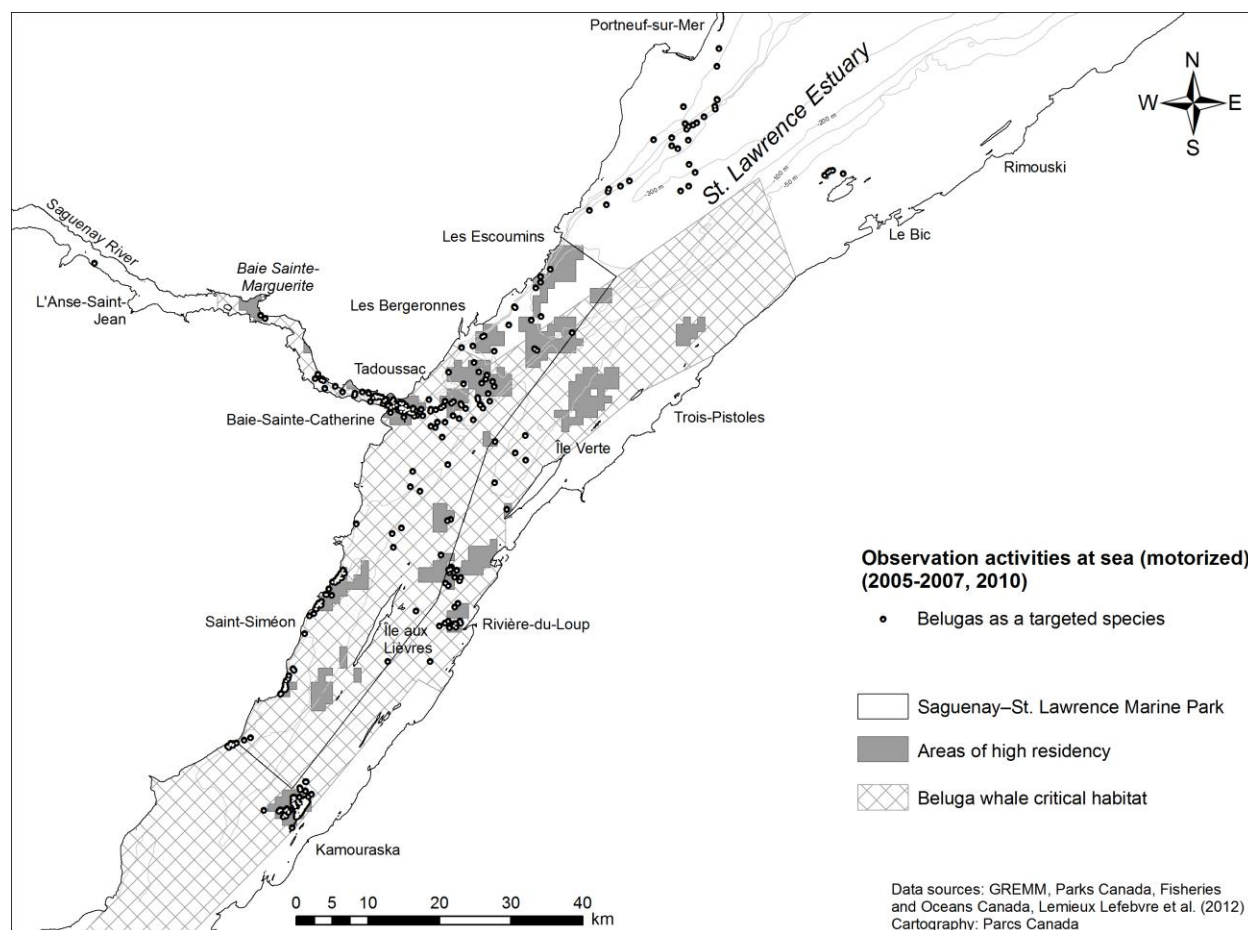 Portneuf-sur-Mer
N
W E
S
St. Lawrence Estuary
-200 m
-300 m
-100 m
-50 m
Rimouski
Le Bic
Saguenay River
Les Escoumins
Baie Sainte-
Marguerite
L'Anse-Saint-
Jean
Les Bergeronnes
Tadoussac
Baie-Sainte-Catherine
Trois-Pistoles
Île Verte
Saint-Siméon
Île aux
Lièvres
Rivière-du-Loup
Kamouraska
Observation activities at sea (motorized)
(2005-2007, 2010)
Belugas as a targeted species
Saguenay–St. Lawrence Marine Park
Areas of high residency
Beluga whale critical habitat
0 5 10 20 30 40
km
Data sources: GREMM, Parks Canada, Fisheries
and Oceans Canada, Lemieux Lefebvre et al. (2012)
Cartography: Parcs Canada